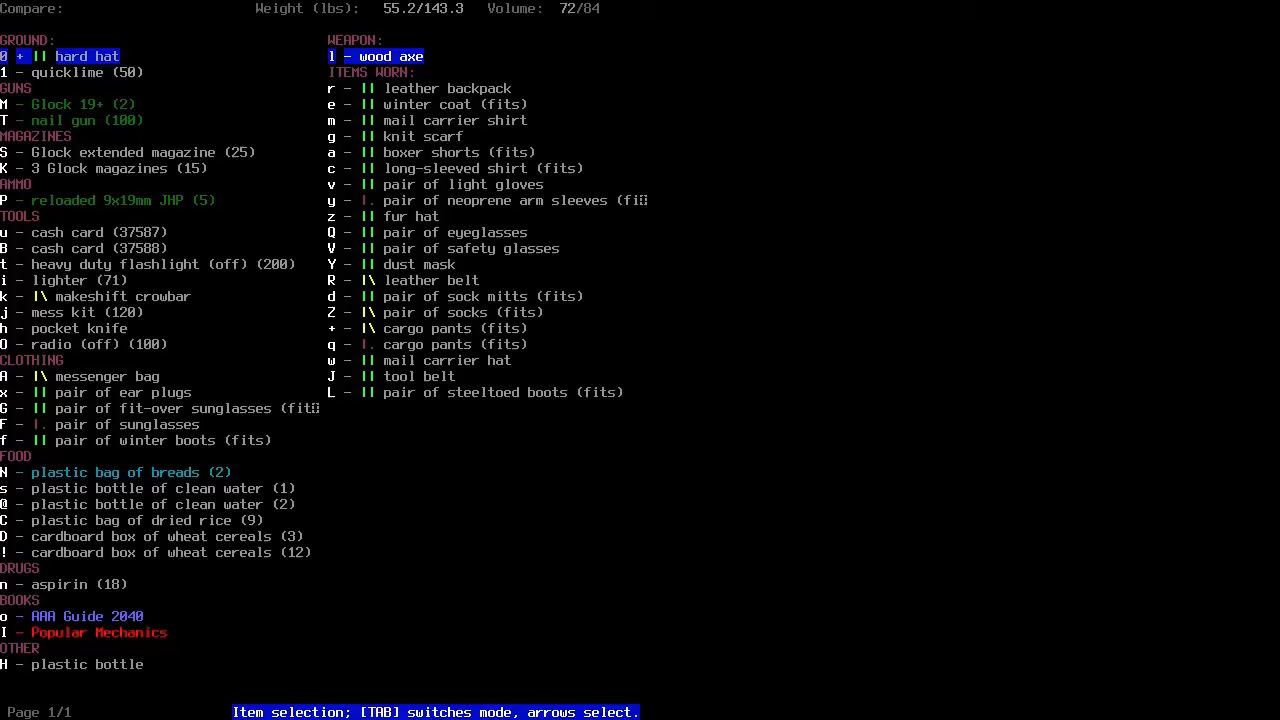 Compare: Weight (lbs): 55.2/143.3 Volume: 72/84
GROUND:
0 + || hard hat
1 - quicklime (50)
GUNS
M - Glock 19+ (2)
T - nail gun (100)
MAGAZINES
S - Glock extended magazine (25)
K - 3 Glock magazines (15)
AMMO
P - reloaded 9x19mm JHP (5)
TOOLS
u - cash card (37587)
B - cash card (37588)
t - heavy duty flashlight (off) (200)
i - lighter (71)
k - |\ makeshift crowbar
j - mess kit (120)
h - pocket knife
O - radio (off) (100)
CLOTHING
A - |\ messenger bag
x - || pair of ear plugs
G - || pair of fit-over sunglasses (fit…
F - |. pair of sunglasses
f - || pair of winter boots (fits)
FOOD
N - plastic bag of breads (2)
s - plastic bottle of clean water (1)
@ - plastic bottle of clean water (2)
C - plastic bag of dried rice (9)
D - cardboard box of wheat cereals (3)
! - cardboard box of wheat cereals (12)
DRUGS
n - aspirin (18)
BOOKS
o - AAA Guide 2040
I - Popular Mechanics
OTHER
H - plastic bottle
WEAPON:
l - wood axe
ITEMS WORN:
r - || leather backpack
e - || winter coat (fits)
m - || mail carrier shirt
g - || knit scarf
a - || boxer shorts (fits)
c - || long-sleeved shirt (fits)
v - || pair of light gloves
y - |. pair of neoprene arm sleeves (fi…
z - || fur hat
Q - || pair of eyeglasses
V - || pair of safety glasses
Y - || dust mask
R - |\ leather belt
d - || pair of sock mitts (fits)
Z - |\ pair of socks (fits)
+ - |\ cargo pants (fits)
q - |. cargo pants (fits)
w - || mail carrier hat
J - || tool belt
L - || pair of steeltoed boots (fits)
Page 1/1 Item selection; [TAB] switches mode, arrows select.